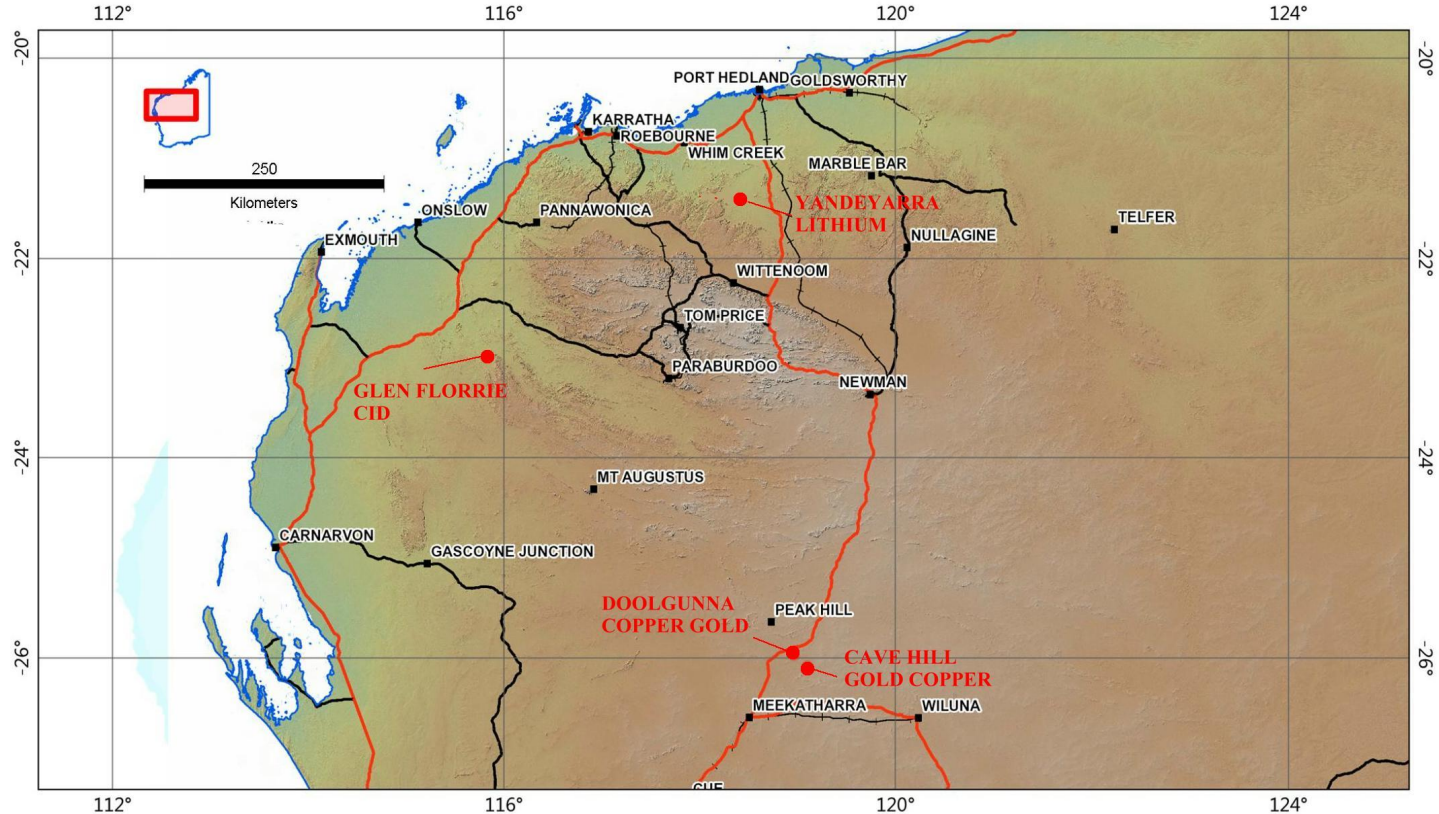 112°
116°
120°
124°
-20°
-20°
PORT HEDLAND
GOLDSWORTHY
KARRATHA
ROEBOURNE
WHIM CREEK
MARBLE BAR
250
Kilometers
ONSLOW
PANNAWONICA
YANDEYARRA
LITHIUM
TELFER
EXMOUTH
NULLAGINE
-22°
-22°
WITTENOOM
TOM PRICE
PARABURDOO
NEWMAN
GLEN FLORRIE
CID
-24°
-24°
MT AUGUSTUS
CARNARVON
GASCOYNE JUNCTION
DOOLGUNNA
COPPER GOLD
PEAK HILL
-26°
-26°
CAVE HILL
GOLD COPPER
MEEKATHARRA
WILUNA
CUE
112°
116°
120°
124°